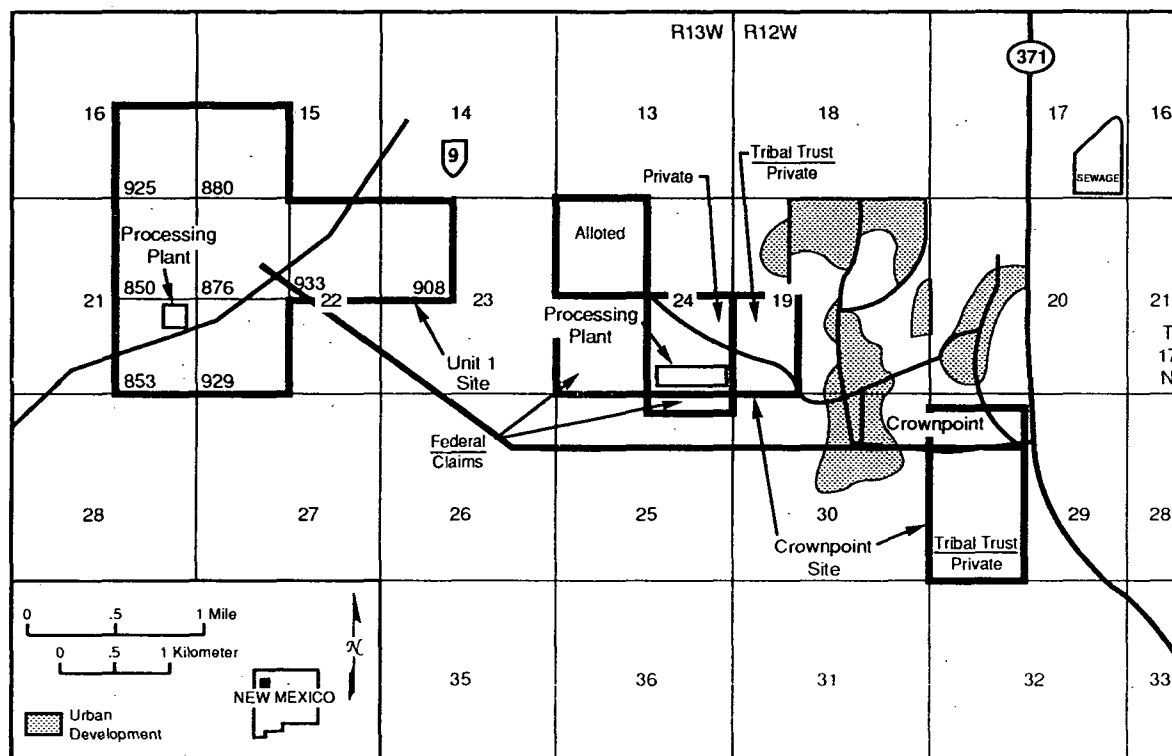 R13W R12W
371
16 15 14 13 18 17 16
9
SEWAGE
Tribal Trust
Private
Private
925 880
Processing
Plant
Alloted
850 876 933 908
21 22 23 24 19 20 21
Processing
Plant
Unit 1
Site
T
17
N
853 929
Federal
Claims
Crownpoint
28 27 26 25 30 29 28
Crownpoint
Site
Tribal Trust
Private
0 .5 1 Mile
0 .5 1 Kilometer
N
NEW MEXICO
35 36 31 32 33
Urban
Development